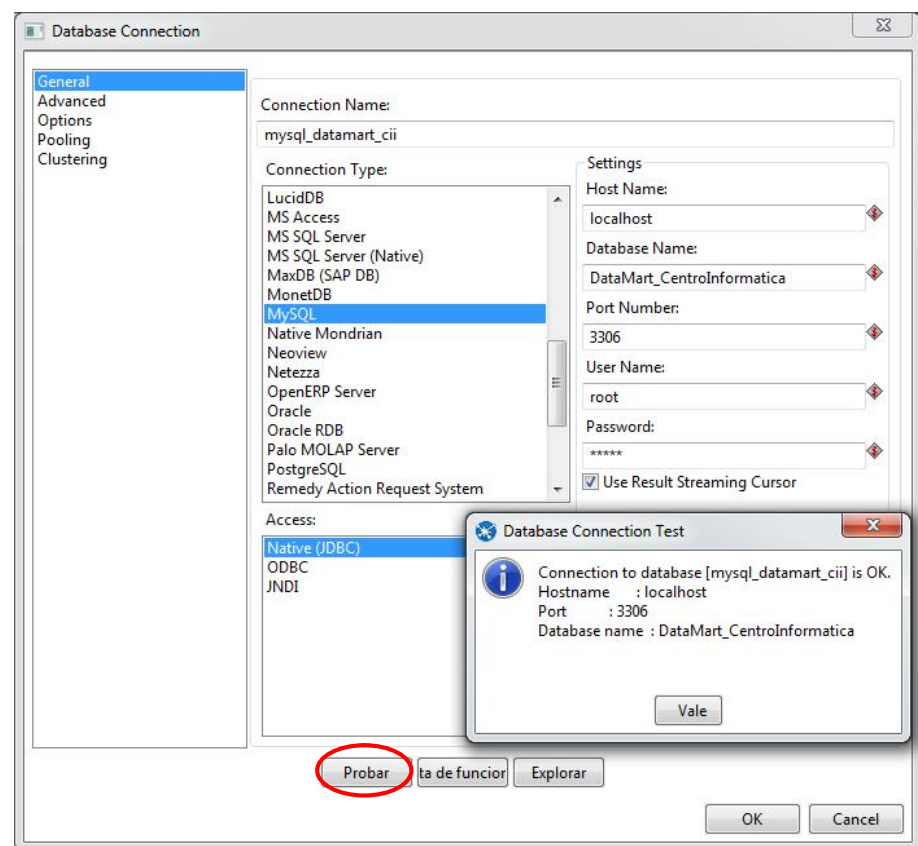 Database Connection
General
Advanced
Options
Pooling
Clustering
Connection Name:
mysql_datamart_cii
Connection Type:
LucidDB
MS Access
MS SQL Server
MS SQL Server (Native)
MaxDB (SAP DB)
MonetDB
MySQL
Native Mondrian
Neoview
Netezza
OpenERP Server
Oracle
Oracle RDB
Palo MOLAP Server
PostgreSQL
Remedy Action Request System
Settings
Host Name:
localhost
Database Name:
DataMart_CentroInformatica
Port Number:
3306
User Name:
root
Password:
*****
Use Result Streaming Cursor
Access:
Native (JDBC)
ODBC
JNDI
Database Connection Test
Connection to database [mysql_datamart_cii] is OK.
Hostname : localhost
Port : 3306
Database name : DataMart_CentroInformatica
Vale
Probar
ta de funcior
Explorar
OK
Cancel